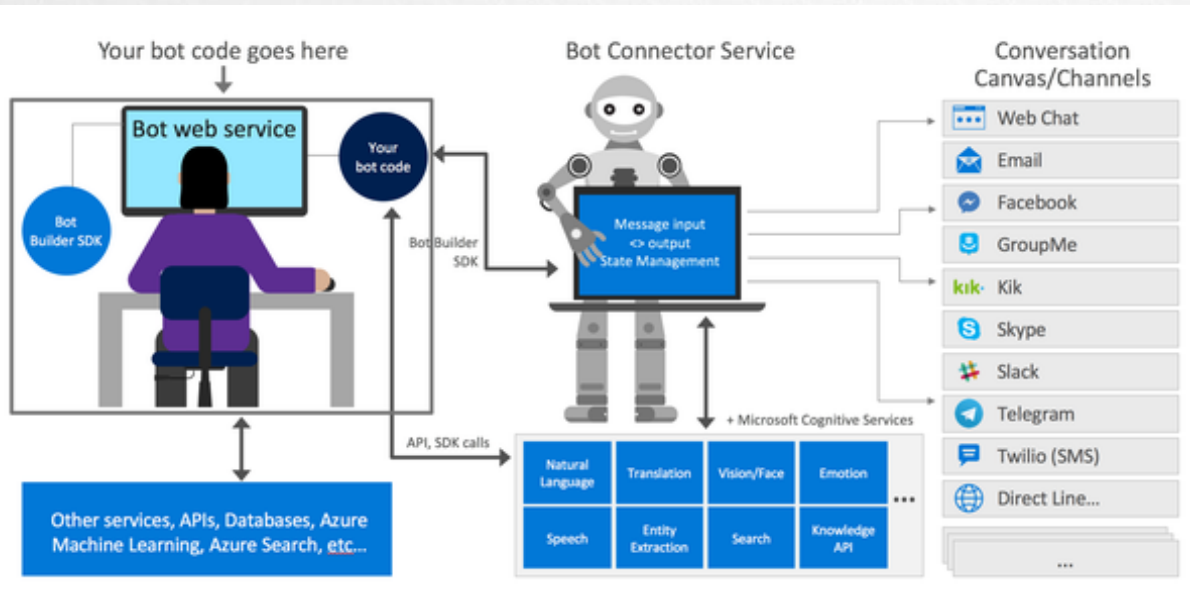 Your bot code goes here
Bot web service
Your
bot code
Bot
Builder SDK
Bot Builder
SDK
API, SDK calls
Other services, APIs, Databases, Azure
Machine Learning, Azure Search, etc...
Bot Connector Service
Message input
<> output
State Management
+ Microsoft Cognitive Services
Natural
Language
Translation
Vision/Face
Emotion
...
Speech
Entity
Extraction
Search
Knowledge
API
Conversation
Canvas/Channels
Web Chat
Email
Facebook
GroupMe
kik· Kik
Skype
Slack
Telegram
Twilio (SMS)
Direct Line...
...